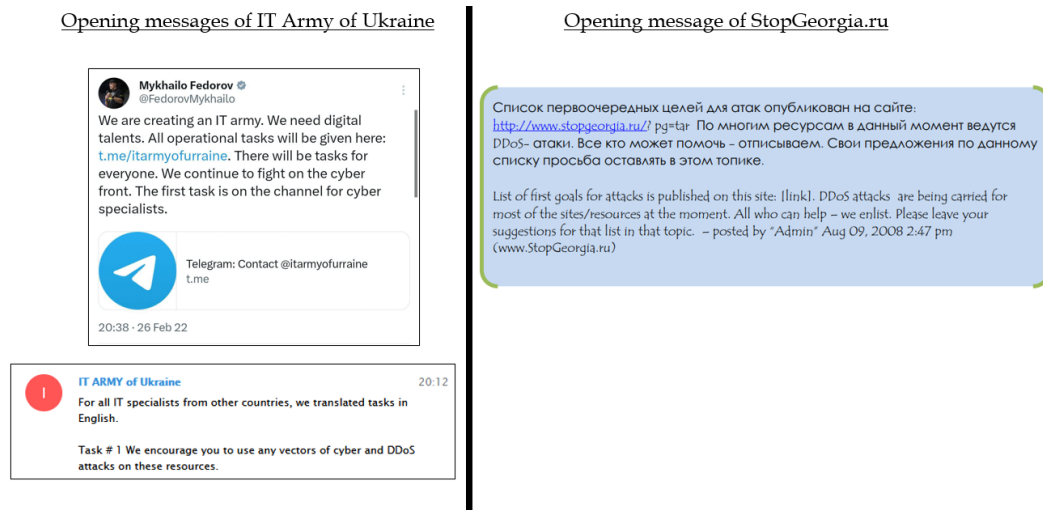 Opening messages of IT Army of Ukraine
Mykhailo Fedorov
@FedorovMykhailo
We are creating an IT army. We need digital
talents. All operational tasks will be given here:
t.me/itarmyofurraine. There will be tasks for
everyone. We continue to fight on the cyber
front. The first task is on the channel for cyber
specialists.
Telegram: Contact @itarmyofurraine
t.me
20:38 · 26 Feb 22
IT ARMY of Ukraine 20:12
I
For all IT specialists from other countries, we translated tasks in
English.
Task # 1 We encourage you to use any vectors of cyber and DDoS
attacks on these resources.
Opening message of StopGeorgia.ru
Список первоочередных целей для атак опубликован на сайте:
http://www.stopgeorgia.ru/? pg=tar По многим ресурсам в данный момент ведутся
DDoS- атаки. Все кто может помочь - отписываем. Свои предложения по данному
списку просьба оставлять в этом топике.
List of first goals for attacks is published on this site: [link]. DDoS attacks are being carried for
most of the sites/resources at the moment. All who can help – we enlist. Please leave your
suggestions for that list in that topic. – posted by "Admin" Aug 09, 2008 2:47 pm
(www.StopGeorgia.ru)